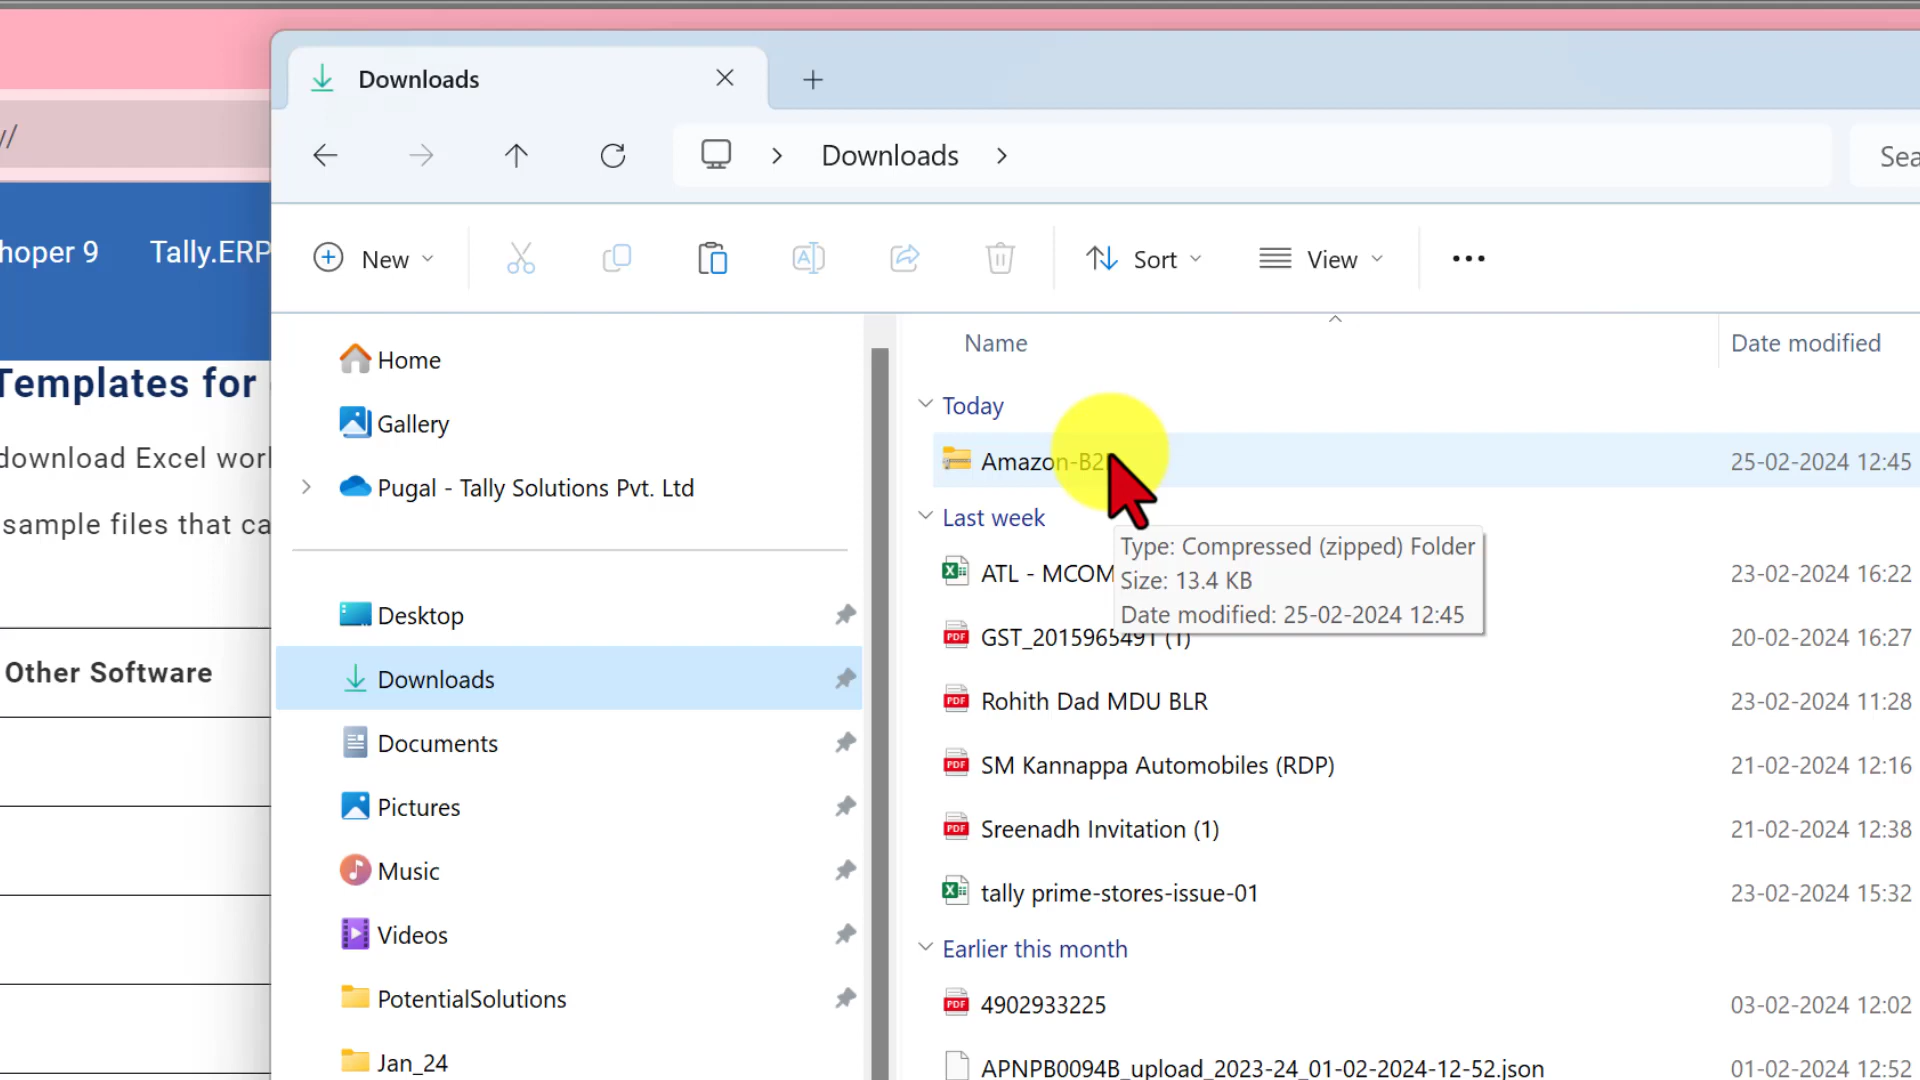 Downloads
//
Downloads
Sea
New
Sort
View
hoper 9
Tally.ERP
Name
Date modified
Home
Templates for
Today
Gallery
download Excel
Amazon-B2
25-02-2024 12:45
Pugal - Tally Solutions Pvt. Ltd
Last week
sample files that ca
Type: Compressed (zipped) Folder
Size: 13.4 KB
Date modified: 25-02-2024 12:45
ATL - MCOM
23-02-2024 16:22
Desktop
GST_2015965491 (1)
20-02-2024 16:27
Other Software
Downloads
Rohith Dad MDU BLR
23-02-2024 11:28
Documents
SM Kannappa Automobiles (RDP)
21-02-2024 12:16
Pictures
Sreenadh Invitation (1)
21-02-2024 12:38
Music
tally prime-stores-issue-01
23-02-2024 15:32
Videos
Earlier this month
PotentialSolutions
4902933225
03-02-2024 12:02
Jan_24
APNPB0094B_upload_2023-24_01-02-2024-12-52.json
01-02-2024 12:52